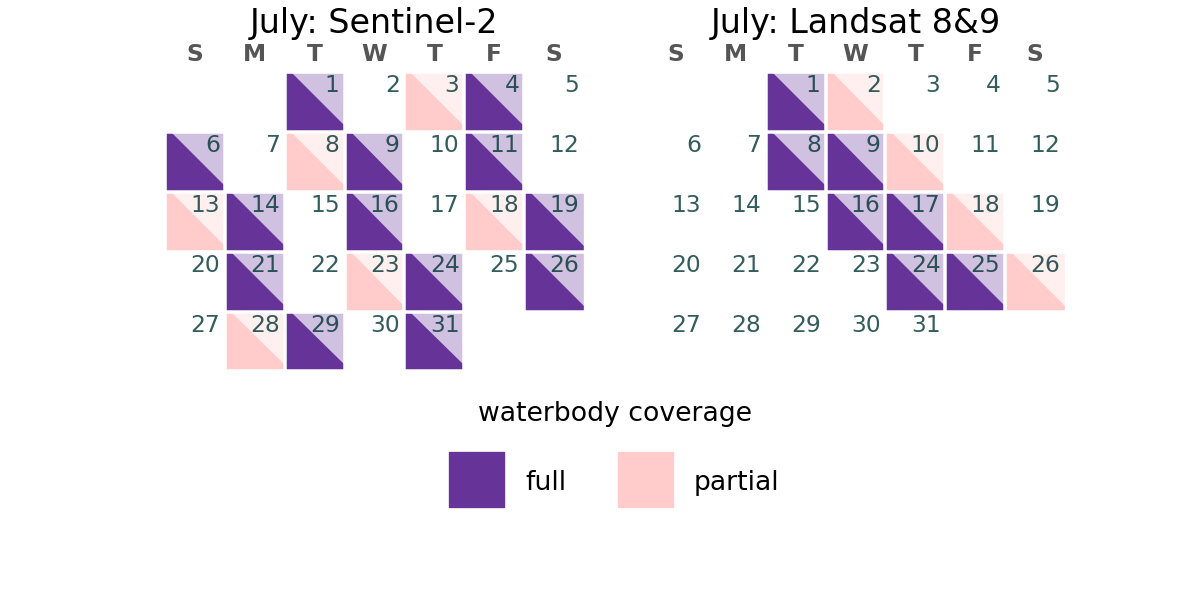 July: Sentinel-2
S M T W T F S
1 2 3 4 5
6 7 8 9 10 11 12
13 14 15 16 17 18 19
20 21 22 23 24 25 26
27 28 29 30 31
July: Landsat 8&9
S M T W T F S
1 2 3 4 5
6 7 8 9 10 11 12
13 14 15 16 17 18 19
20 21 22 23 24 25 26
27 28 29 30 31
waterbody coverage
full
partial